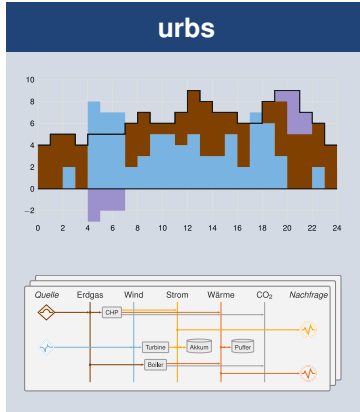 urbs
10
8
6
4
2
0
−2
0 2 4 6 8 10 12 14 16 18 20 22 24
Quelle Erdgas Wind Strom Wärme CO₂ Nachfrage
CHP
Turbine Akkum. Puffer
Boiler